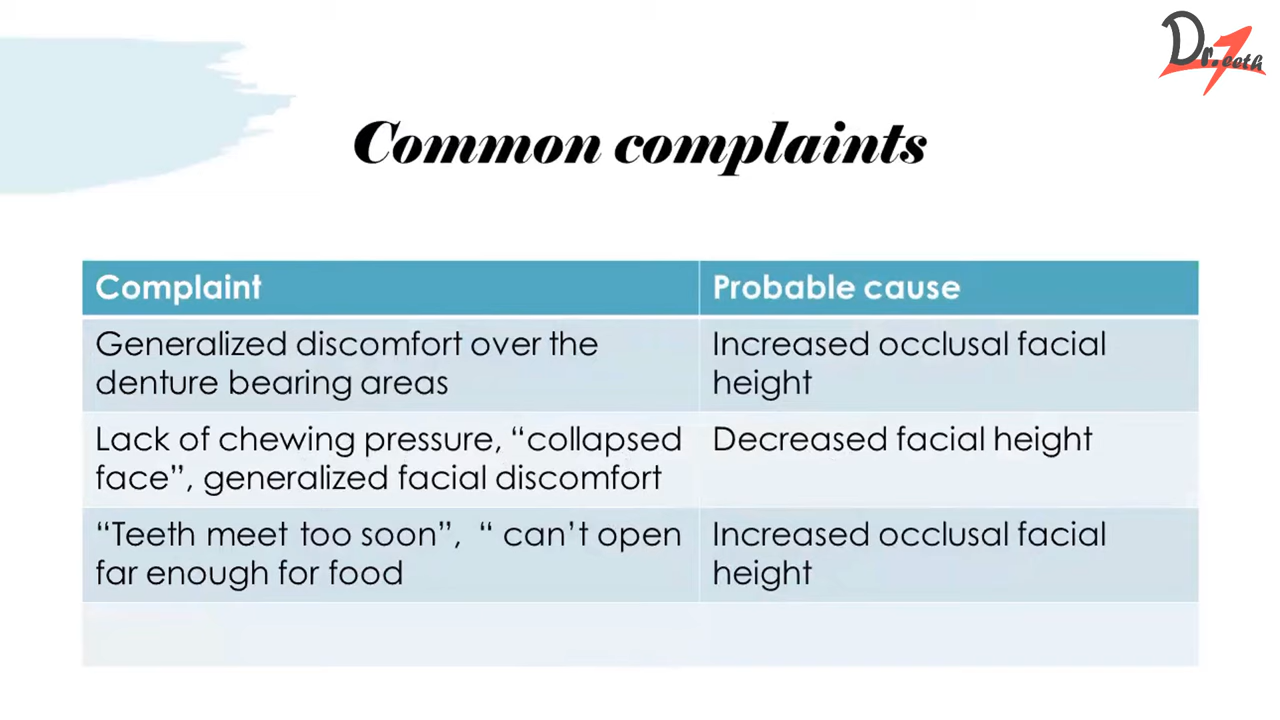 Dr. Teeth
Common complaints
Complaint
Probable cause
Generalized discomfort over the
denture bearing areas
Increased occlusal facial
height
Lack of chewing pressure, “collapsed
face”, generalized facial discomfort
Decreased facial height
“Teeth meet too soon”, “ can’t open
far enough for food
Increased occlusal facial
height